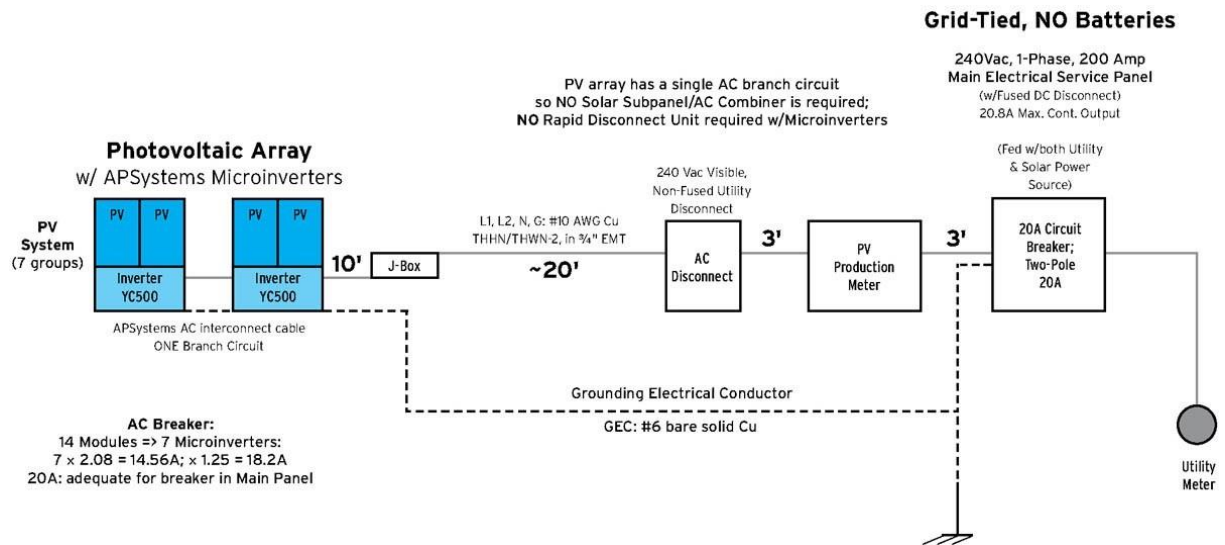 Grid-Tied, NO Batteries
240Vac, 1-Phase, 200 Amp
Main Electrical Service Panel
(w/Fused DC Disconnect)
20.8A Max. Cont. Output
(Fed w/both Utility
& Solar Power
Source)
PV array has a single AC branch circuit
so NO Solar Subpanel/AC Combiner is required;
NO Rapid Disconnect Unit required w/Microinverters
Photovoltaic Array
w/ APSystems Microinverters
PV
System
(7 groups)
PV PV
Inverter
YC500
PV PV
Inverter
YC500
APSystems AC interconnect cable
ONE Branch Circuit
10'
J-Box
L1, L2, N, G: #10 AWG Cu
THHN/THWN-2, in ¾" EMT
~20'
240 Vac Visible,
Non-Fused Utility
Disconnect
AC
Disconnect
3'
PV
Production
Meter
3'
20A Circuit
Breaker;
Two-Pole
20A
Grounding Electrical Conductor
GEC: #6 bare solid Cu
AC Breaker:
14 Modules => 7 Microinverters:
7 x 2.08 = 14.56A; x 1.25 = 18.2A
20A: adequate for breaker in Main Panel
Utility
Meter